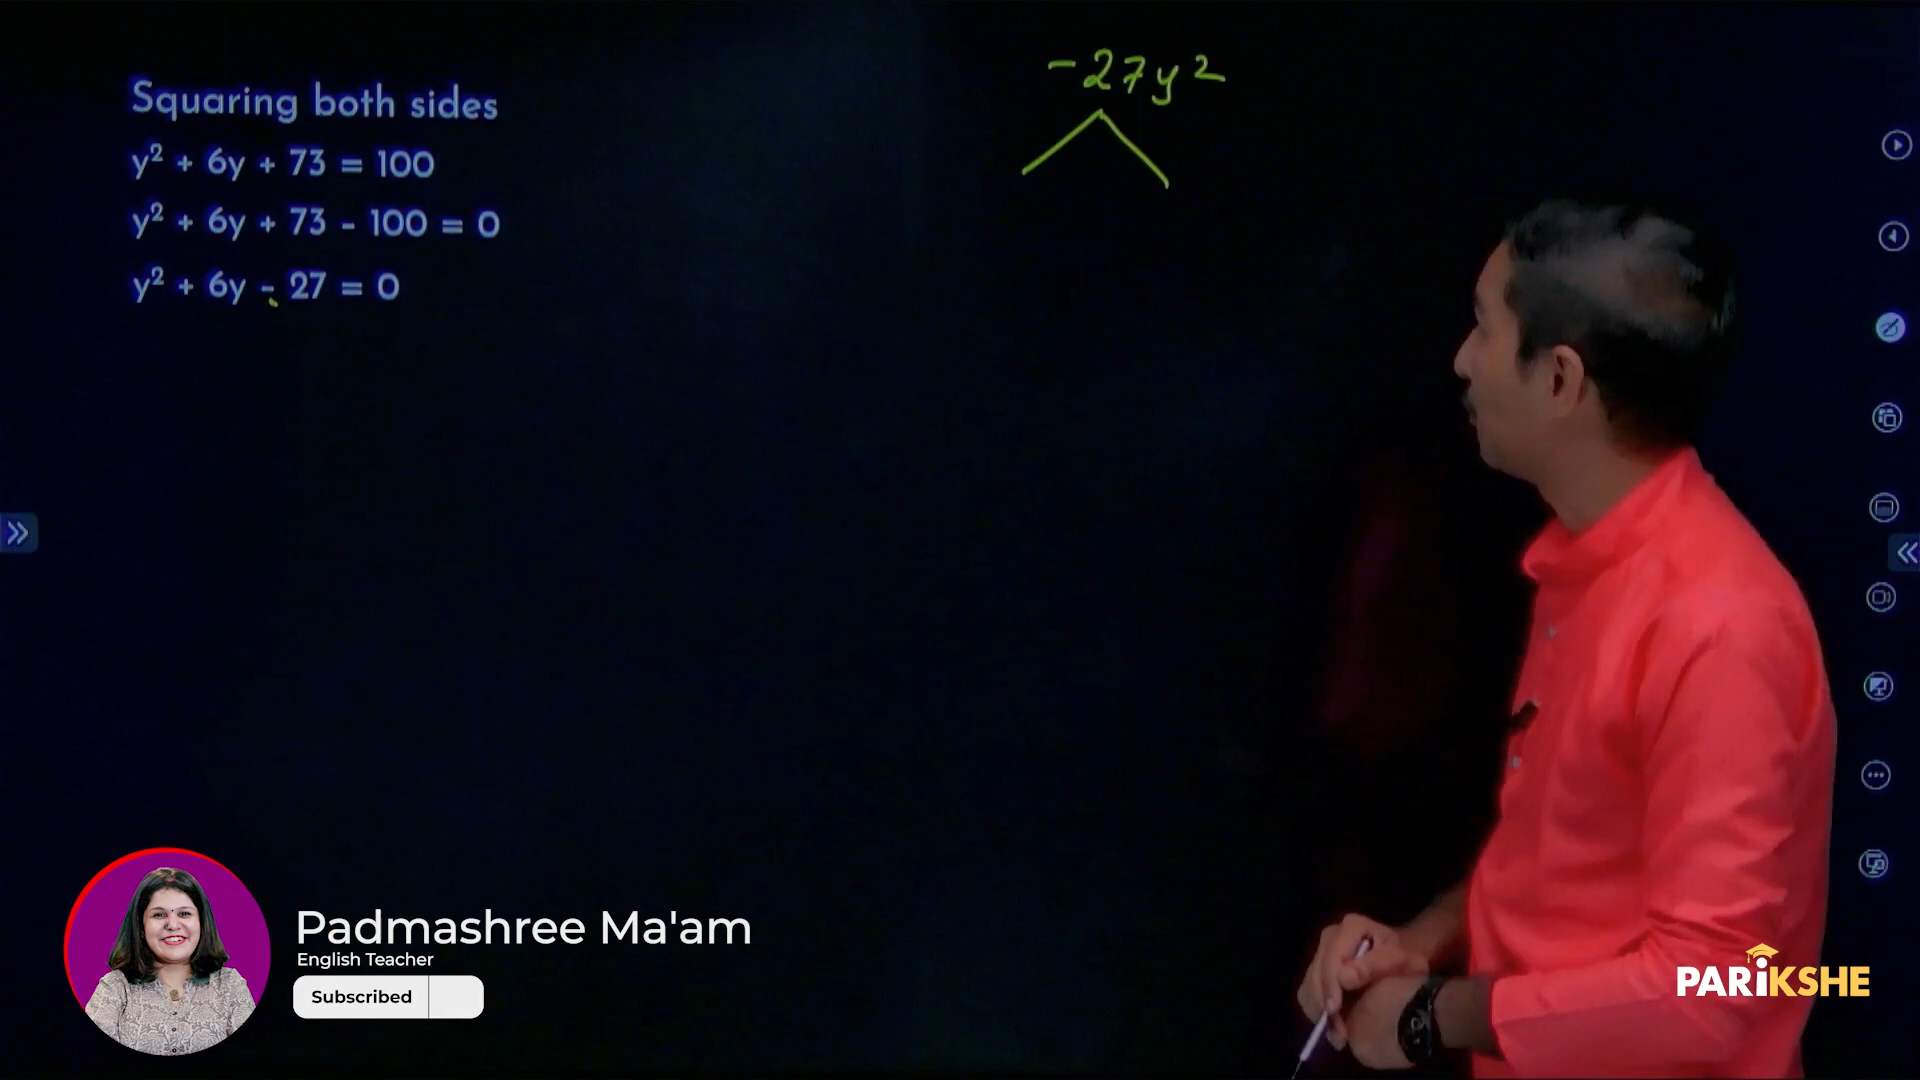 Squaring both sides
y² + 6y + 73 = 100
y² + 6y + 73 - 100 = 0
y² + 6y - 27 = 0
-27y²
Padmashree Ma'am
English Teacher
Subscribed
PARiKSHE